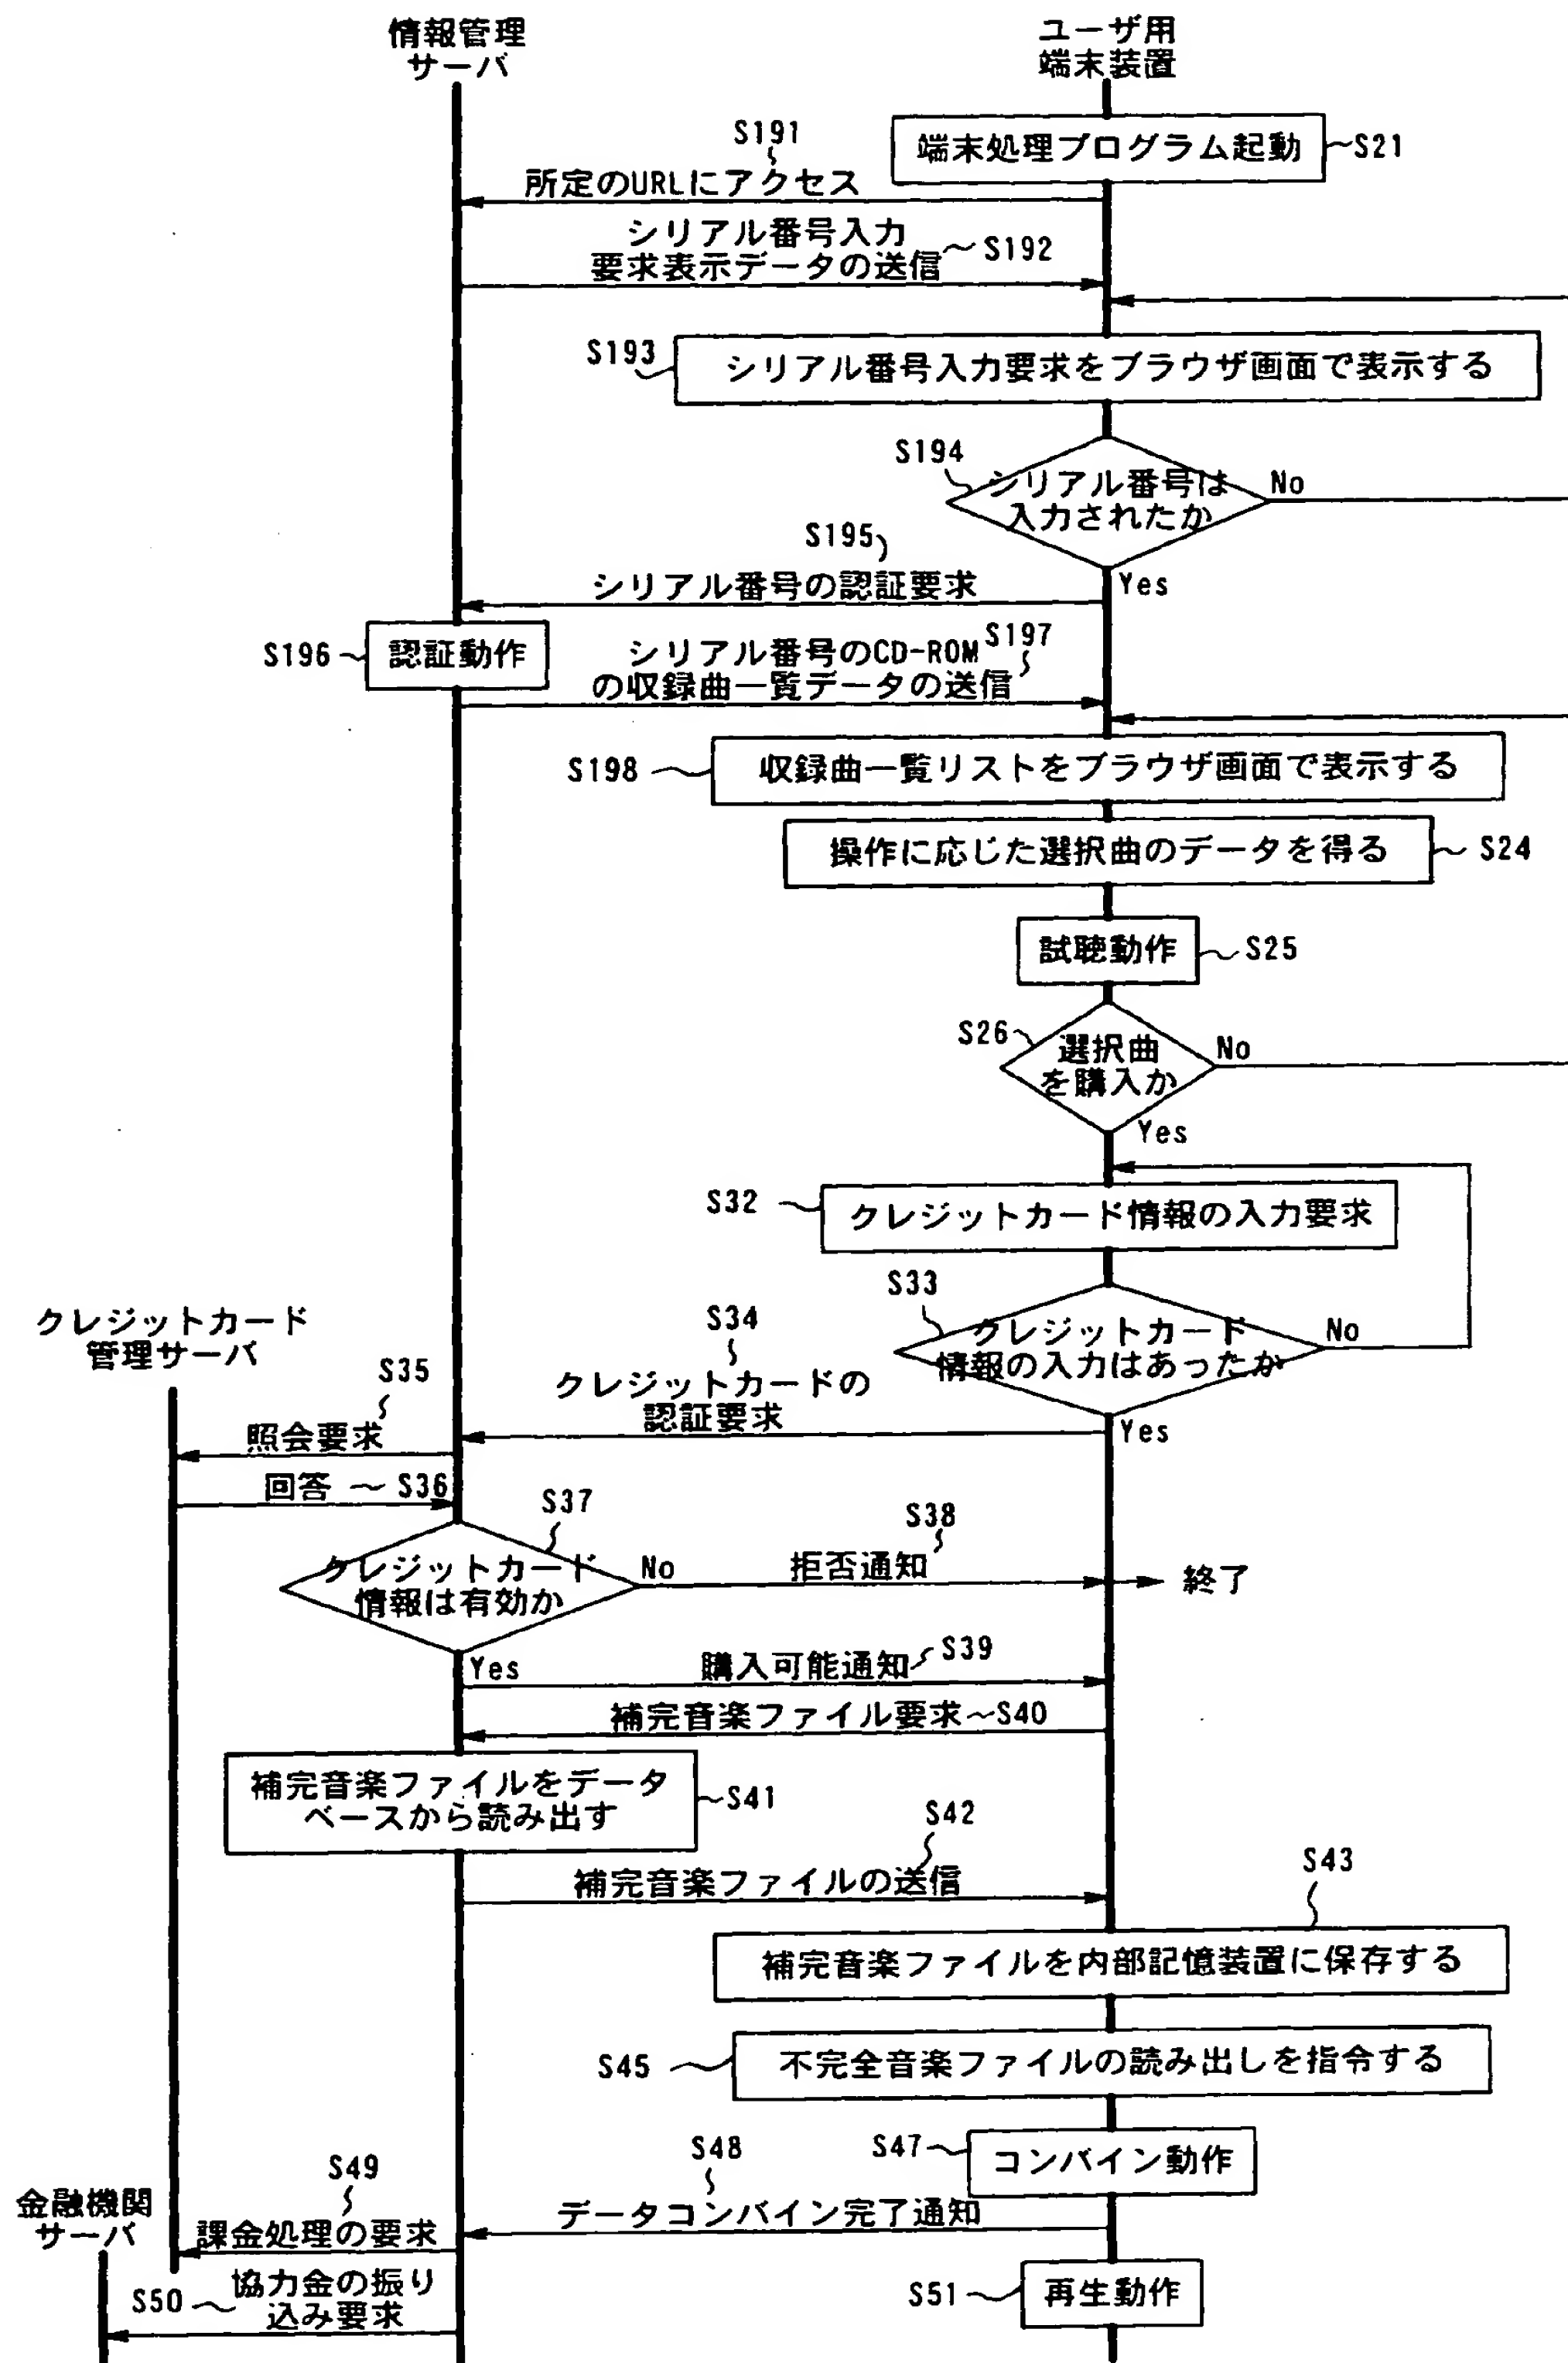 情報管理
サーバ
ユーザ用
端末装置
端末処理プログラム起動
S21
S191
所定のURLにアクセス
シリアル番号入力
要求表示データの送信
S192
S193
シリアル番号入力要求をブラウザ画面で表示する
S194
シリアル番号は
入力されたか
No
Yes
S195
シリアル番号の認証要求
S196
認証動作
S197
シリアル番号のCD-ROM
の収録曲一覧データの送信
S198
収録曲一覧リストをブラウザ画面で表示する
操作に応じた選択曲のデータを得る
S24
試聴動作
S25
S26
選択曲
を購入か
No
Yes
S32
クレジットカード情報の入力要求
S33
クレジットカード
情報の入力はあったか
No
Yes
S34
クレジットカードの
認証要求
クレジットカード
管理サーバ
S35
照会要求
回答
S36
S37
クレジットカード
情報は有効か
No
Yes
S38
拒否通知
終了
購入可能通知
S39
補完音楽ファイル要求
S40
補完音楽ファイルをデータ
ベースから読み出す
S41
S42
補完音楽ファイルの送信
S43
補完音楽ファイルを内部記憶装置に保存する
S45
不完全音楽ファイルの読み出しを指令する
S47
コンバイン動作
S48
データコンバイン完了通知
S49
課金処理の要求
金融機関
サーバ
S50
協力金の振り
込み要求
S51
再生動作